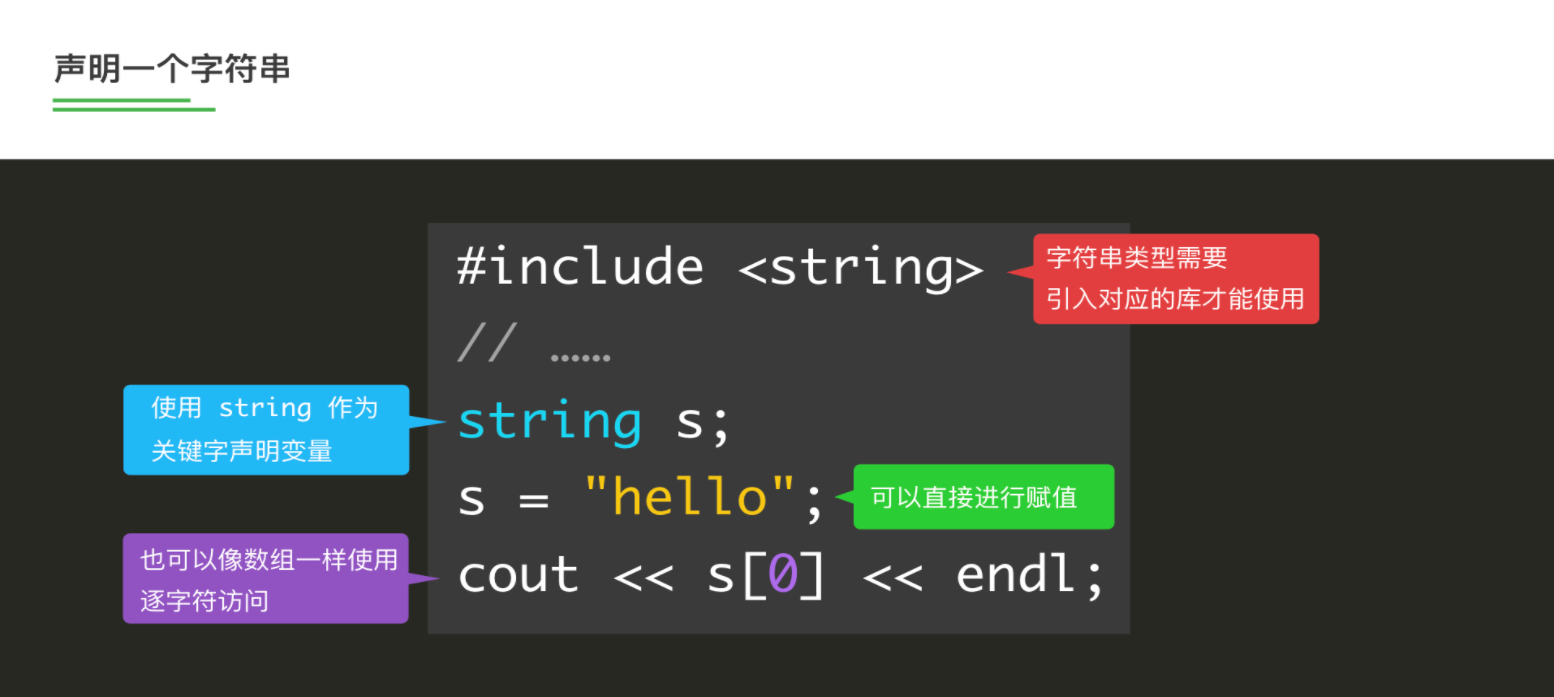 声明一个字符串
#include <string>
字符串类型需要
引入对应的库才能使用
// ……
使用 string 作为
关键字声明变量
string s;
s = "hello";
可以直接进行赋值
也可以像数组一样使用
逐字符访问
cout << s[0] << endl;